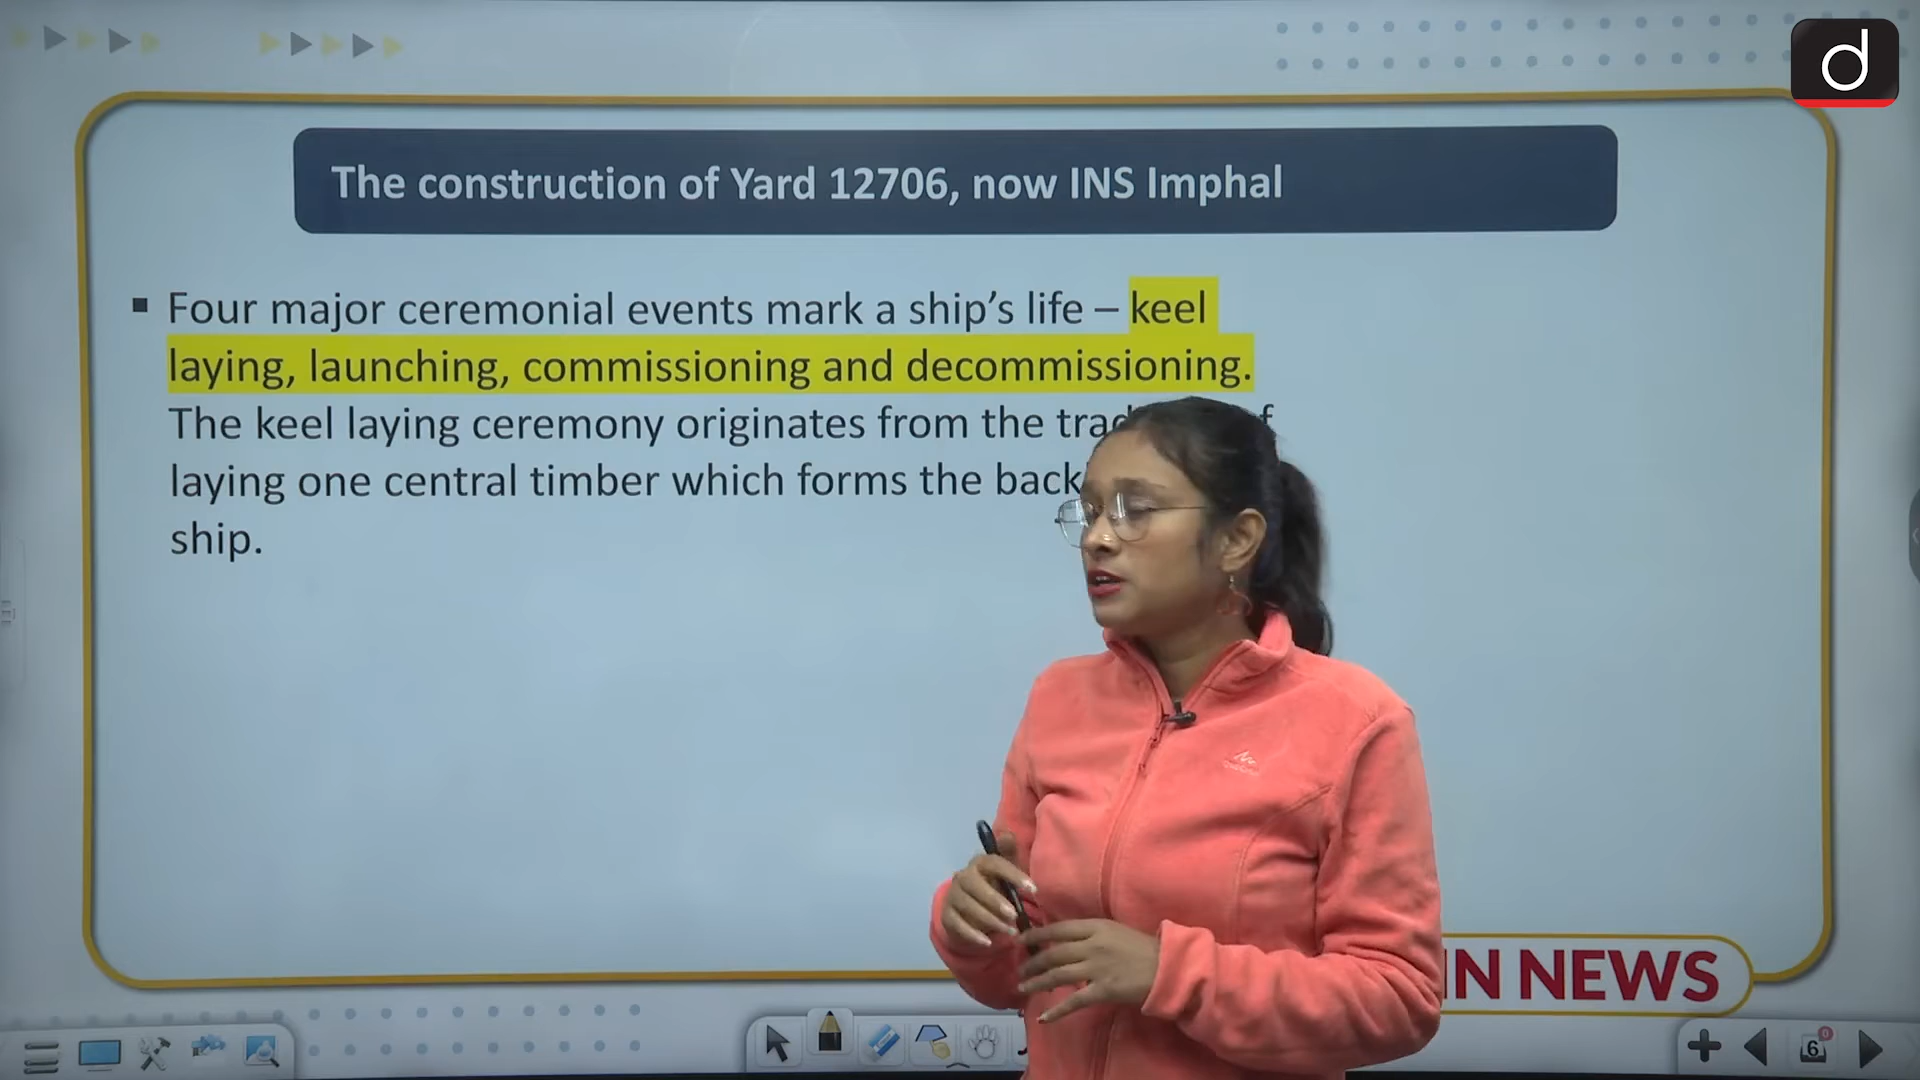 d
The construction of Yard 12706, now INS Imphal
Four major ceremonial events mark a ship's life – keel
laying, launching, commissioning and decommissioning.
The keel laying ceremony originates from the
laying one central timber which forms the
ship.
IN NEWS
6